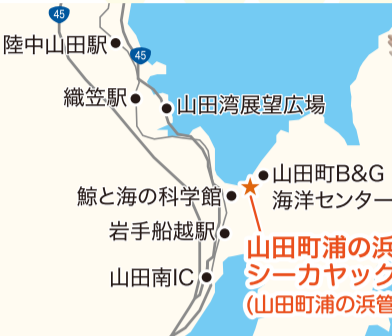 45
陸中山田駅
45
織笠駅
山田湾展望広場
山田町B&G
海洋センター
鯨と海の科学館
岩手船越駅
山田町浦の浜
シーカヤック
(山田町浦の浜管
山田南IC